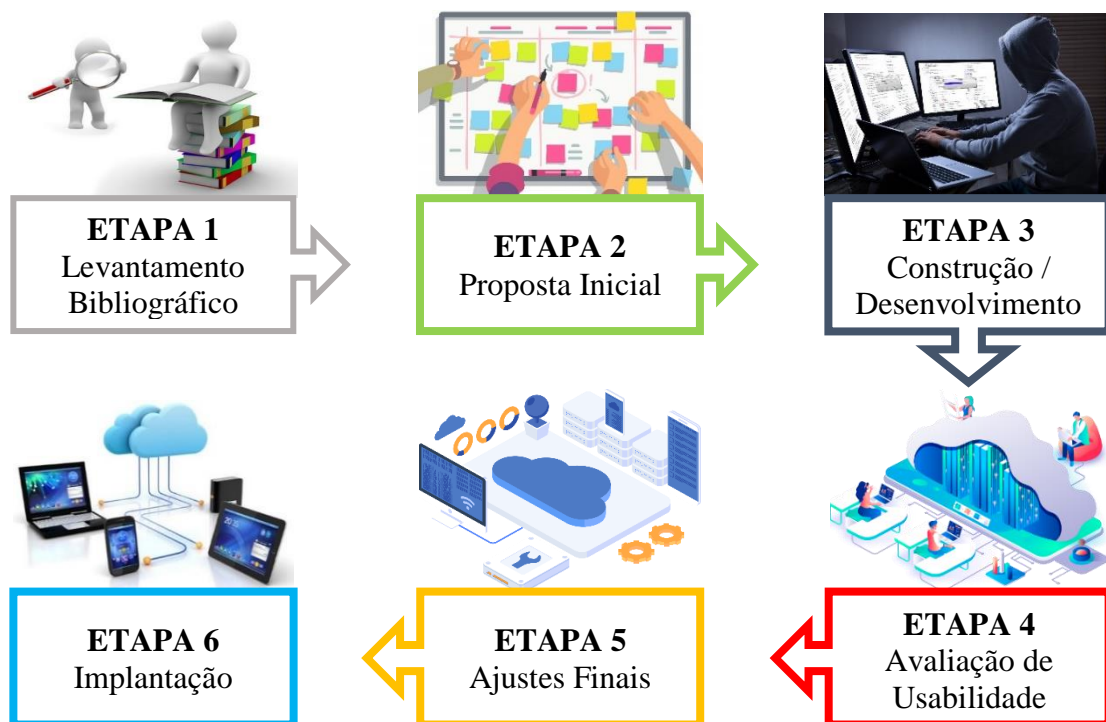 ETAPA 1
Levantamento
Bibliográfico
ETAPA 2
Proposta Inicial
ETAPA 3
Construção /
Desenvolvimento
ETAPA 4
Avaliação de
Usabilidade
ETAPA 5
Ajustes Finais
ETAPA 6
Implantação